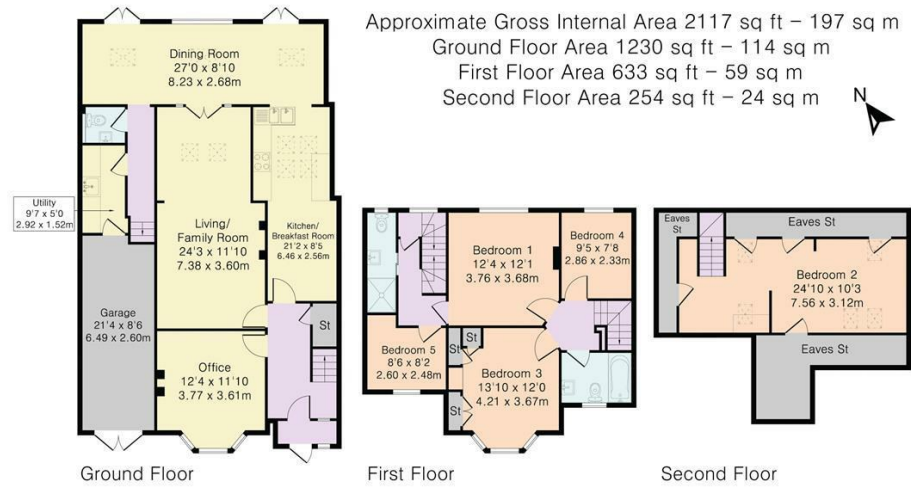 Approximate Gross Internal Area 2117 sq ft – 197 sq m
Ground Floor Area 1230 sq ft – 114 sq m
First Floor Area 633 sq ft – 59 sq m
Second Floor Area 254 sq ft – 24 sq m
N
Dining Room
27'0 x 8'10
8.23 x 2.68m
Utility
9'7 x 5'0
2.92 x 1.52m
Living/
Family Room
24'3 x 11'10
7.38 x 3.60m
Kitchen/
Breakfast Room
21'2 x 8'5
6.46 x 2.56m
Garage
21'4 x 8'6
6.49 x 2.60m
St
Office
12'4 x 11'10
3.77 x 3.61m
Ground Floor
Bedroom 1
12'4 x 12'1
3.76 x 3.68m
Bedroom 4
9'5 x 7'8
2.86 x 2.33m
Bedroom 5
8'6 x 8'2
2.60 x 2.48m
St
St
Bedroom 3
13'10 x 12'0
4.21 x 3.67m
St
First Floor
Eaves
St
Eaves St
Bedroom 2
24'10 x 10'3
7.56 x 3.12m
Eaves St
Second Floor